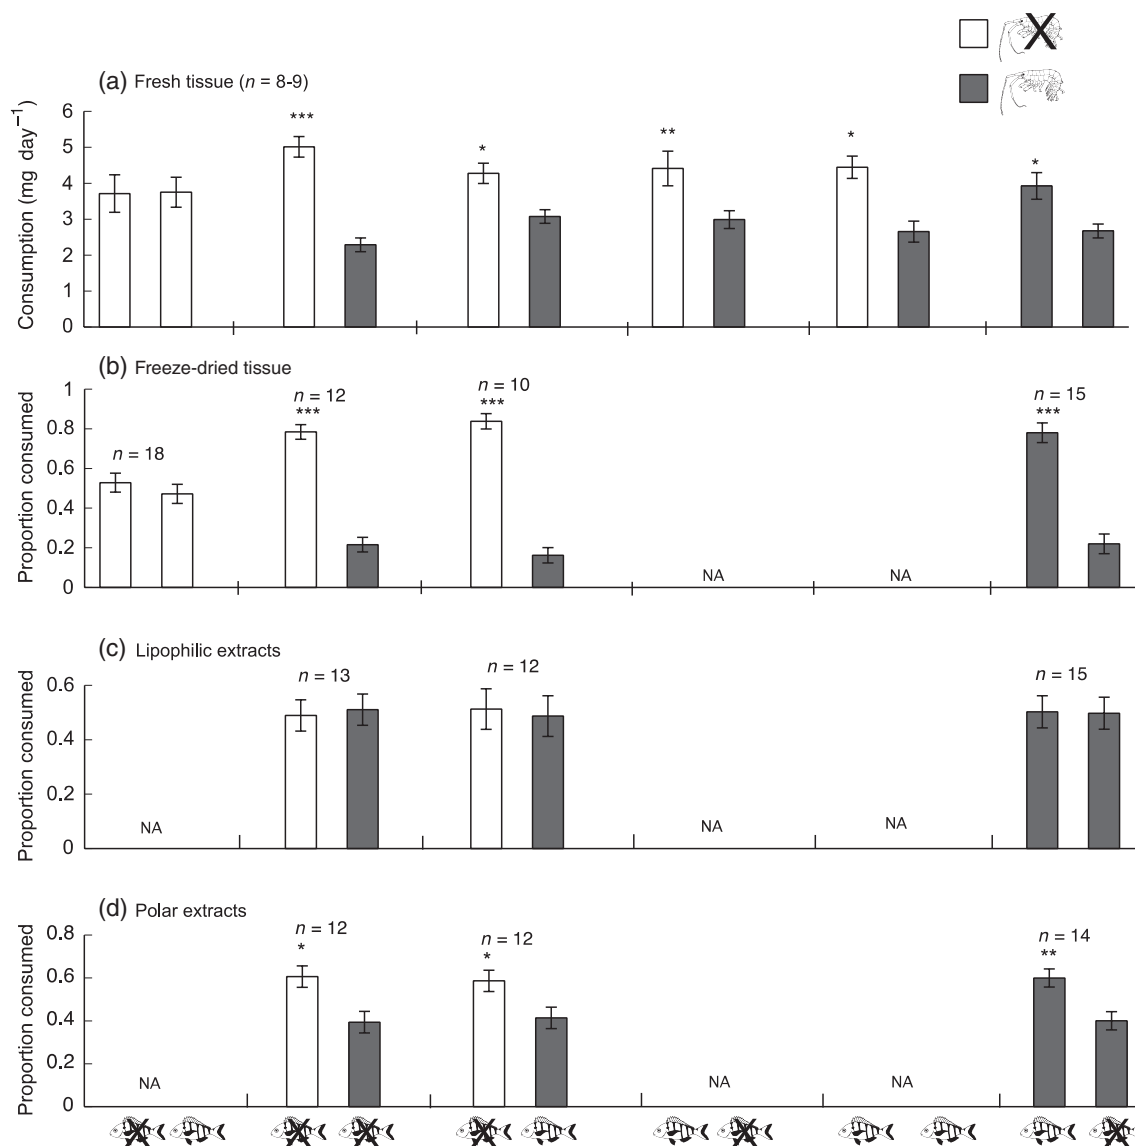 (a) Fresh tissue (n = 8-9)
Consumption (mg day−1)
6
5
4
3
2
1
0
***
*
**
*
*
(b) Freeze-dried tissue
Proportion consumed
1
0.8
0.6
0.4
0.2
0
n = 18
n = 12
***
n = 10
***
NA
NA
n = 15
***
(c) Lipophilic extracts
Proportion consumed
0.6
0.4
0.2
0
NA
n = 13
n = 12
NA
NA
n = 15
(d) Polar extracts
Proportion consumed
0.8
0.6
0.4
0.2
0
NA
n = 12
*
n = 12
*
NA
NA
n = 14
**